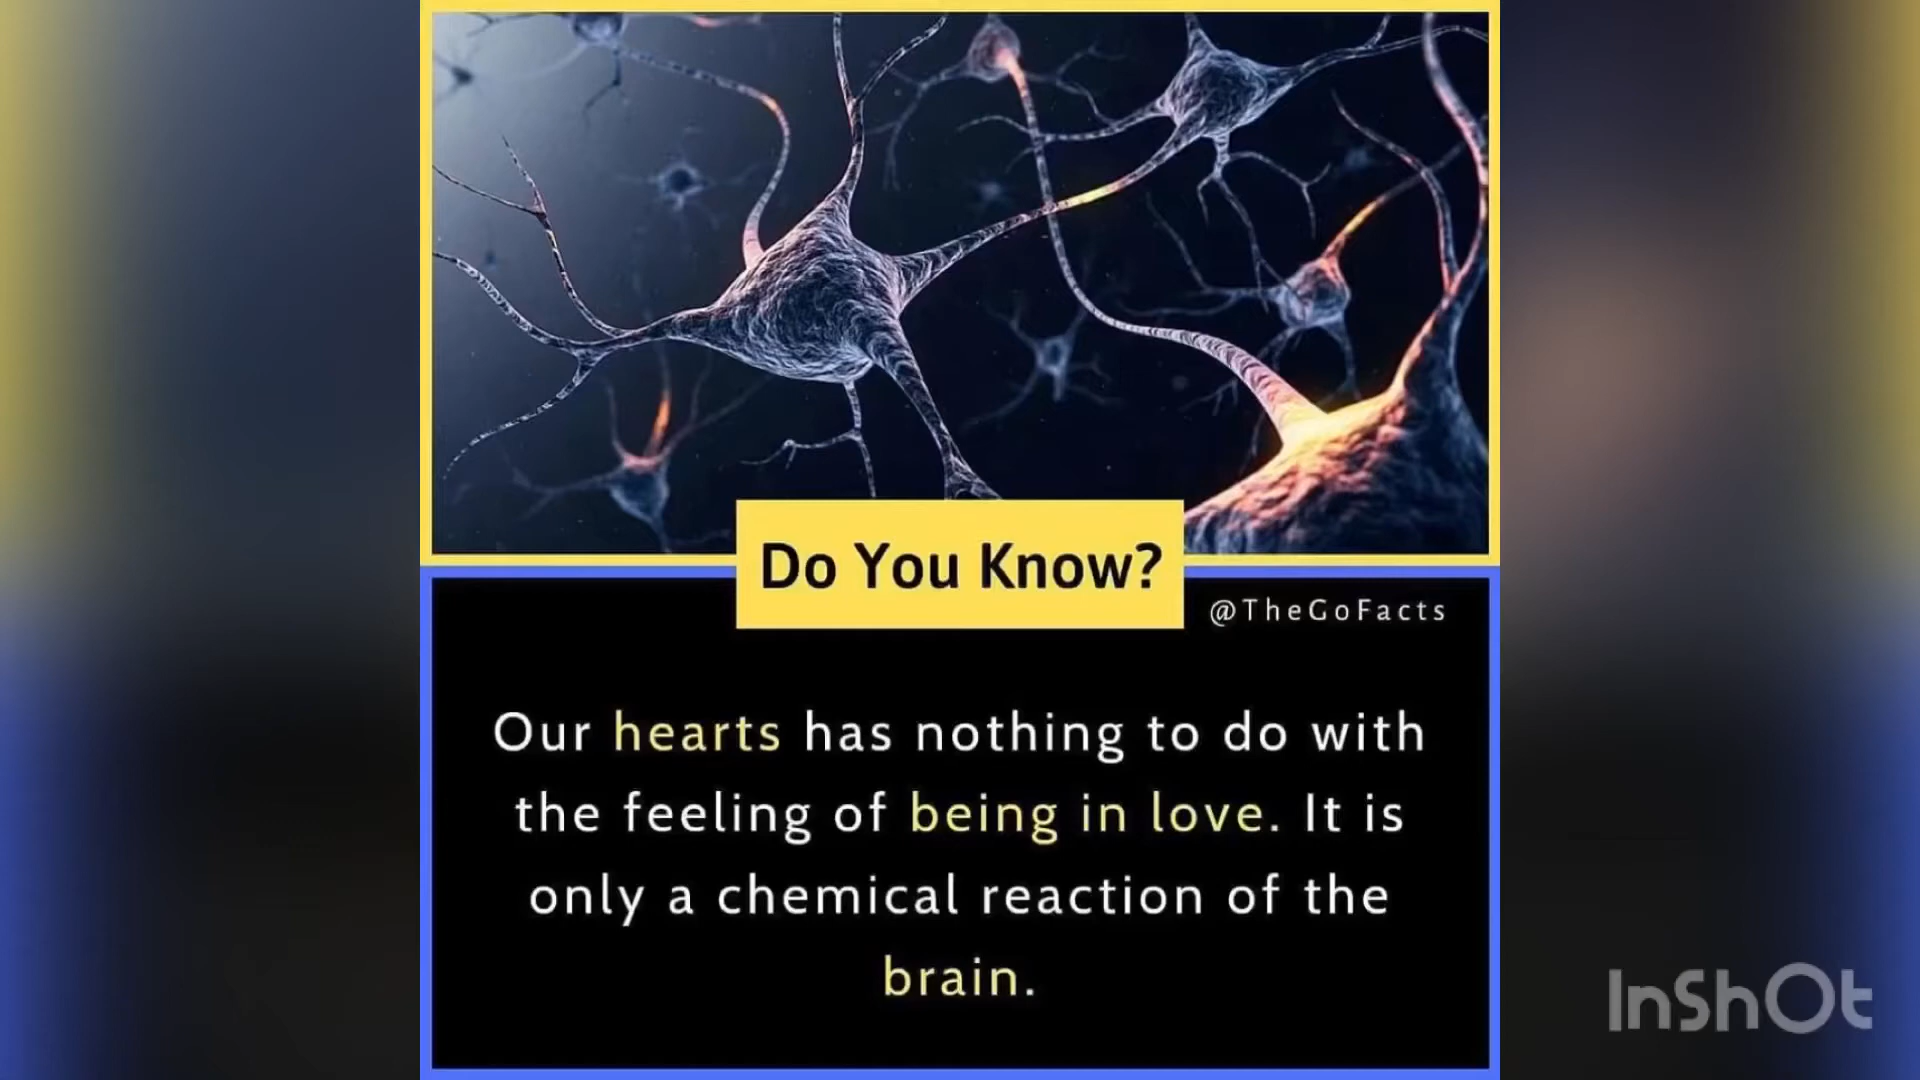 Do You Know?
@TheGoFacts
Our hearts has nothing to do with
the feeling of being in love. It is
only a chemical reaction of the
brain.
InShOt